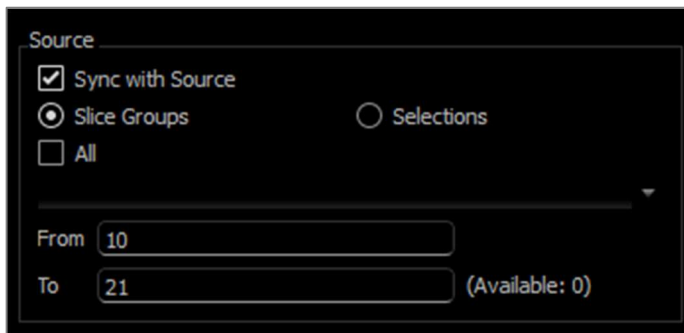 Source
Sync with Source
Slice Groups Selections
All
From 10
To 21 (Available: 0)